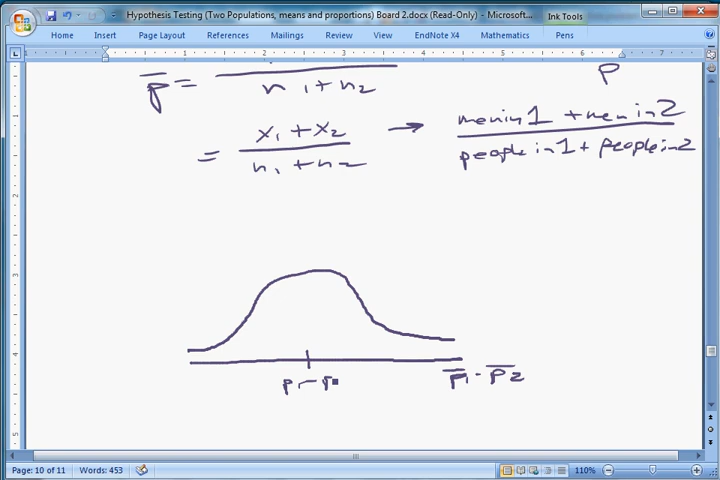 Hypothesis Testing (Two Populations, means and proportions) Board 2.docx (Read-Only) - Microsoft... Ink Tools
Home Insert Page Layout References Mailings Review View EndNote X4 Mathematics Pens
p̅ = n1 + n2
P
= x1 + x2 / n1 + n2 → men in 1 + men in 2 / people in 1 + people in 2
p1 - p
p̅1 - p̅2
Page: 10 of 11 Words: 453 110%